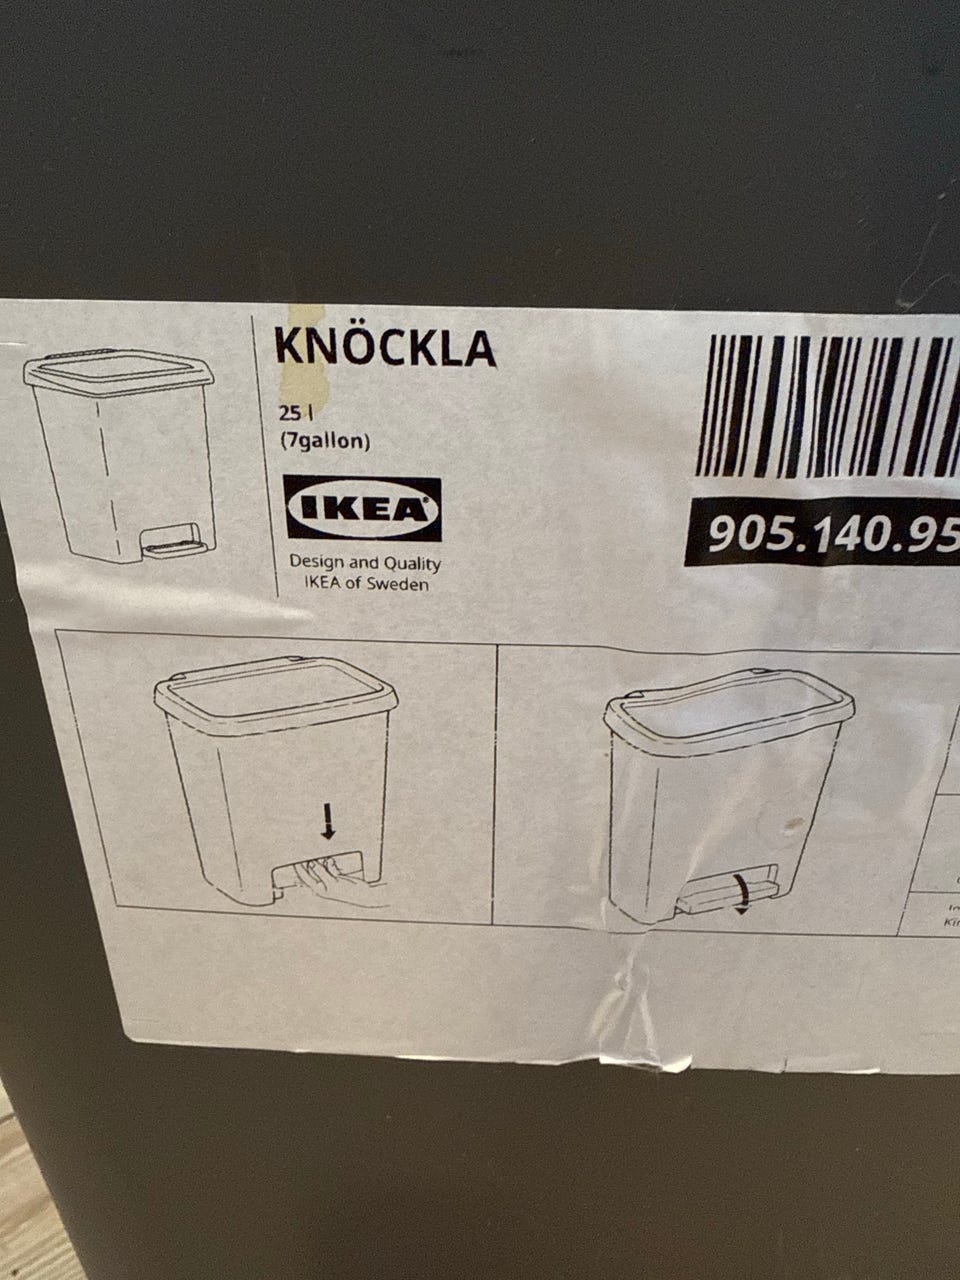 KNÖCKLA
25 l
(7gallon)
IKEA®
Design and Quality
IKEA of Sweden
905.140.95